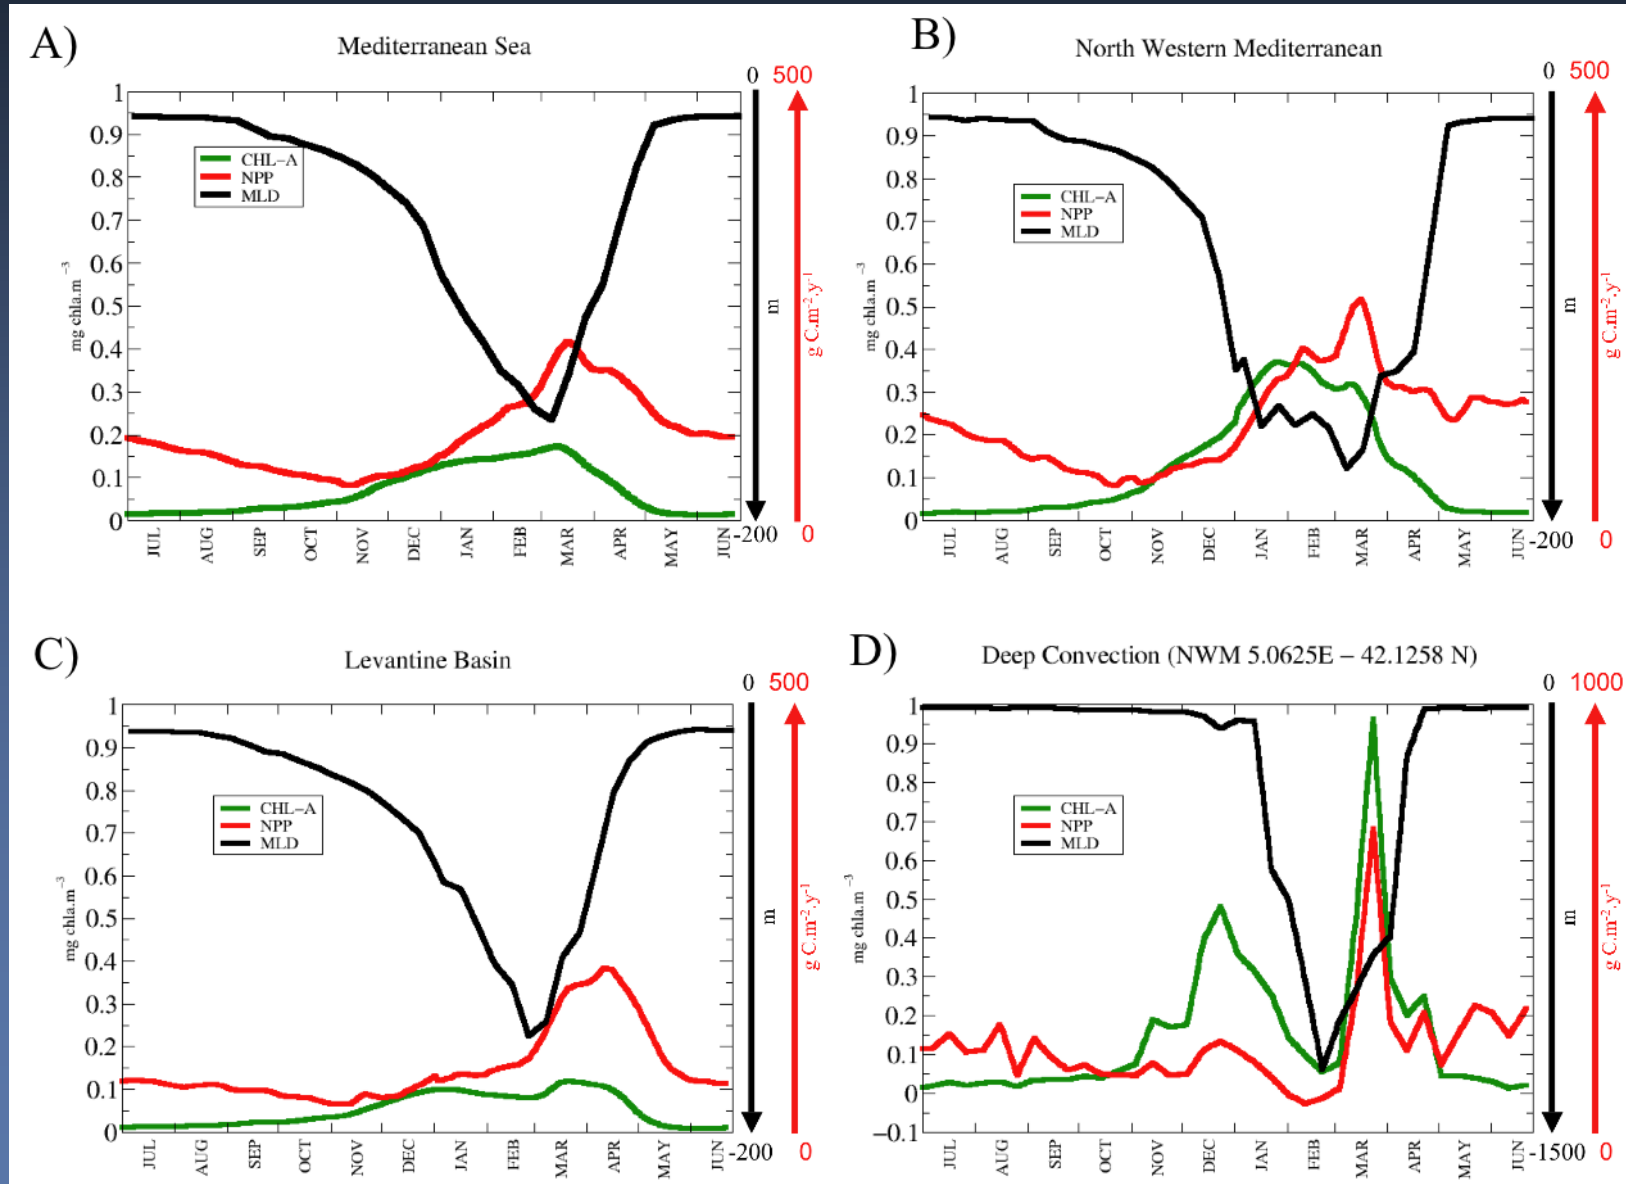 A)
Mediterranean Sea
0 500
1
0.9
0.8
0.7
0.6
0.5
0.4
0.3
0.2
0.1
0
mg chla.m⁻³
CHL–A
NPP
MLD
JUL AUG SEP OCT NOV DEC JAN FEB MAR APR MAY JUN
m
g C.m⁻².y⁻¹
-200 0
B)
North Western Mediterranean
0 500
1
0.9
0.8
0.7
0.6
0.5
0.4
0.3
0.2
0.1
0
mg chla.m⁻³
CHL–A
NPP
MLD
JUL AUG SEP OCT NOV DEC JAN FEB MAR APR MAY JUN
m
g C.m⁻².y⁻¹
-200 0
C)
Levantine Basin
0 500
1
0.9
0.8
0.7
0.6
0.5
0.4
0.3
0.2
0.1
0
mg chla.m⁻³
CHL–A
NPP
MLD
JUL AUG SEP OCT NOV DEC JAN FEB MAR APR MAY JUN
m
g C.m⁻².y⁻¹
-200 0
D)
Deep Convection (NWM 5.0625E – 42.1258 N)
0 1000
1
0.9
0.8
0.7
0.6
0.5
0.4
0.3
0.2
0.1
0
–0.1
mg chla.m⁻³
CHL–A
NPP
MLD
JUL AUG SEP OCT NOV DEC JAN FEB MAR APR MAY JUN
m
g C.m⁻².y⁻¹
-1500 0